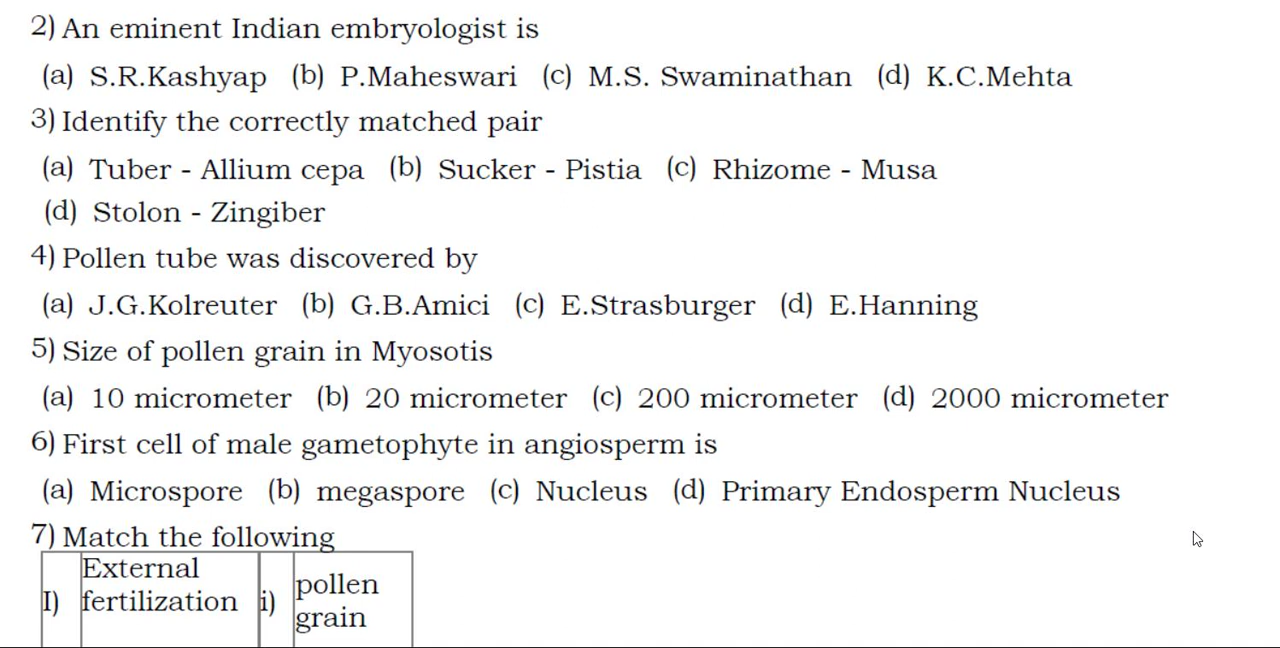 2) An eminent Indian embryologist is
(a) S.R.Kashyap (b) P.Maheswari (c) M.S. Swaminathan (d) K.C.Mehta
3) Identify the correctly matched pair
(a) Tuber - Allium cepa (b) Sucker - Pistia (c) Rhizome - Musa
(d) Stolon - Zingiber
4) Pollen tube was discovered by
(a) J.G.Kolreuter (b) G.B.Amici (c) E.Strasburger (d) E.Hanning
5) Size of pollen grain in Myosotis
(a) 10 micrometer (b) 20 micrometer (c) 200 micrometer (d) 2000 micrometer
6) First cell of male gametophyte in angiosperm is
(a) Microspore (b) megaspore (c) Nucleus (d) Primary Endosperm Nucleus
7) Match the following
External
pollen
I) fertilization i)
grain